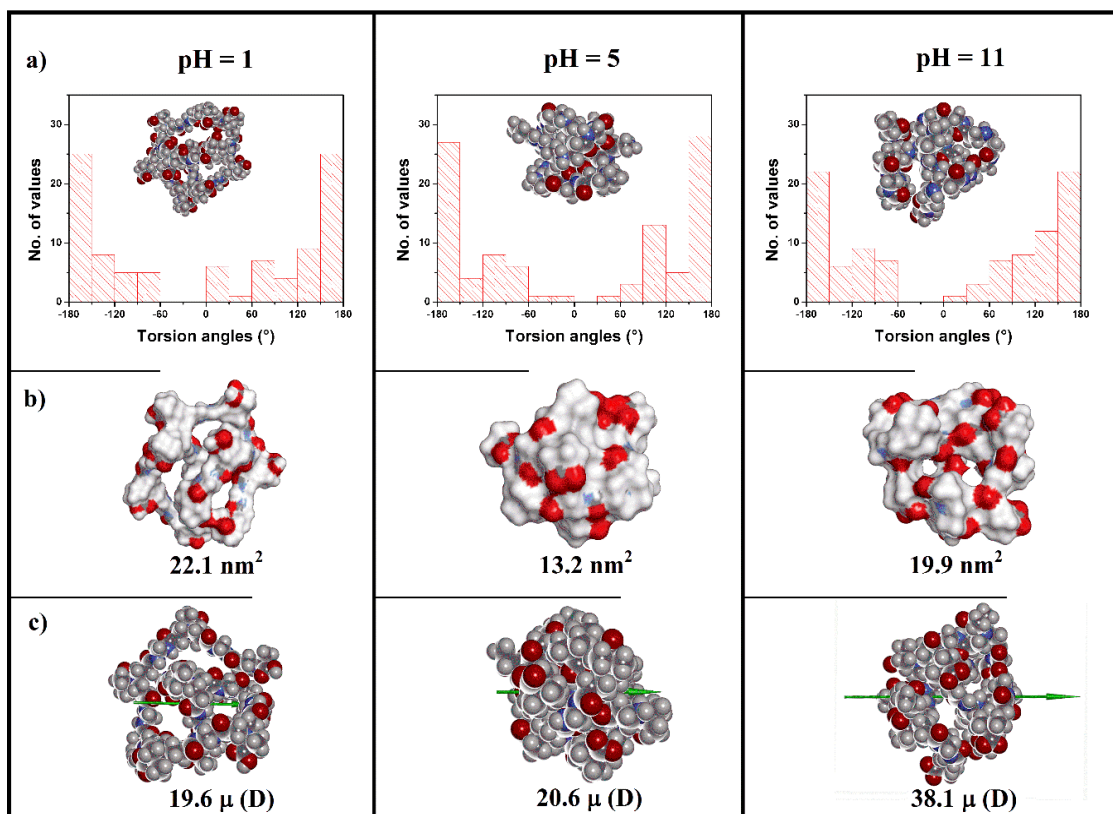 a)
pH = 1
pH = 5
pH = 11
No. of values
30
20
10
0
-180 -120 -60 0 60 120 180
Torsion angles (°)
No. of values
30
20
10
0
-180 -120 -60 0 60 120 180
Torsion angles (°)
No. of values
30
20
10
0
-180 -120 -60 0 60 120 180
Torsion angles (°)
b)
22.1 nm²
13.2 nm²
19.9 nm²
c)
19.6 μ (D)
20.6 μ (D)
38.1 μ (D)